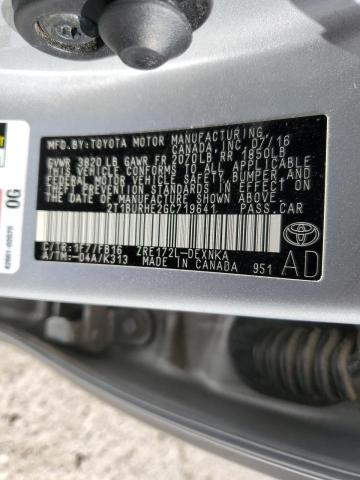 MFD.BY:TOYOTA MOTOR MANUFACTURING
CANADA, INC. 07/16
GVWR 3820 LB GAWR FR 2070LB RR 1850LB
THIS VEHICLE CONFORMS TO ALL APPLICABLE
FEDERAL MOTOR VEHICLE SAFETY, BUMPER, AND
THEFT PREVENTION STANDARDS IN EFFECT ON THE
DATE OF MANUFACTURE SHOWN ABOVE.
2T1BURHE2GC719641 PASS.CAR
C/TR:1F7/FB16 ZRE172L-DEXNKA
A/TM:-04A/K313 MADE IN CANADA 951
TOYOTA
AD
0G